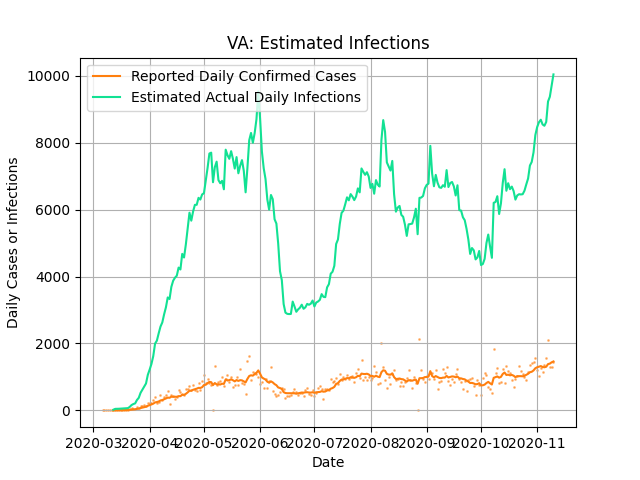 VA: Estimated Infections
Reported Daily Confirmed Cases
Estimated Actual Daily Infections
Daily Cases or Infections
10000
8000
6000
4000
2000
0
2020-03 2020-04 2020-05 2020-06 2020-07 2020-08 2020-09 2020-10 2020-11
Date